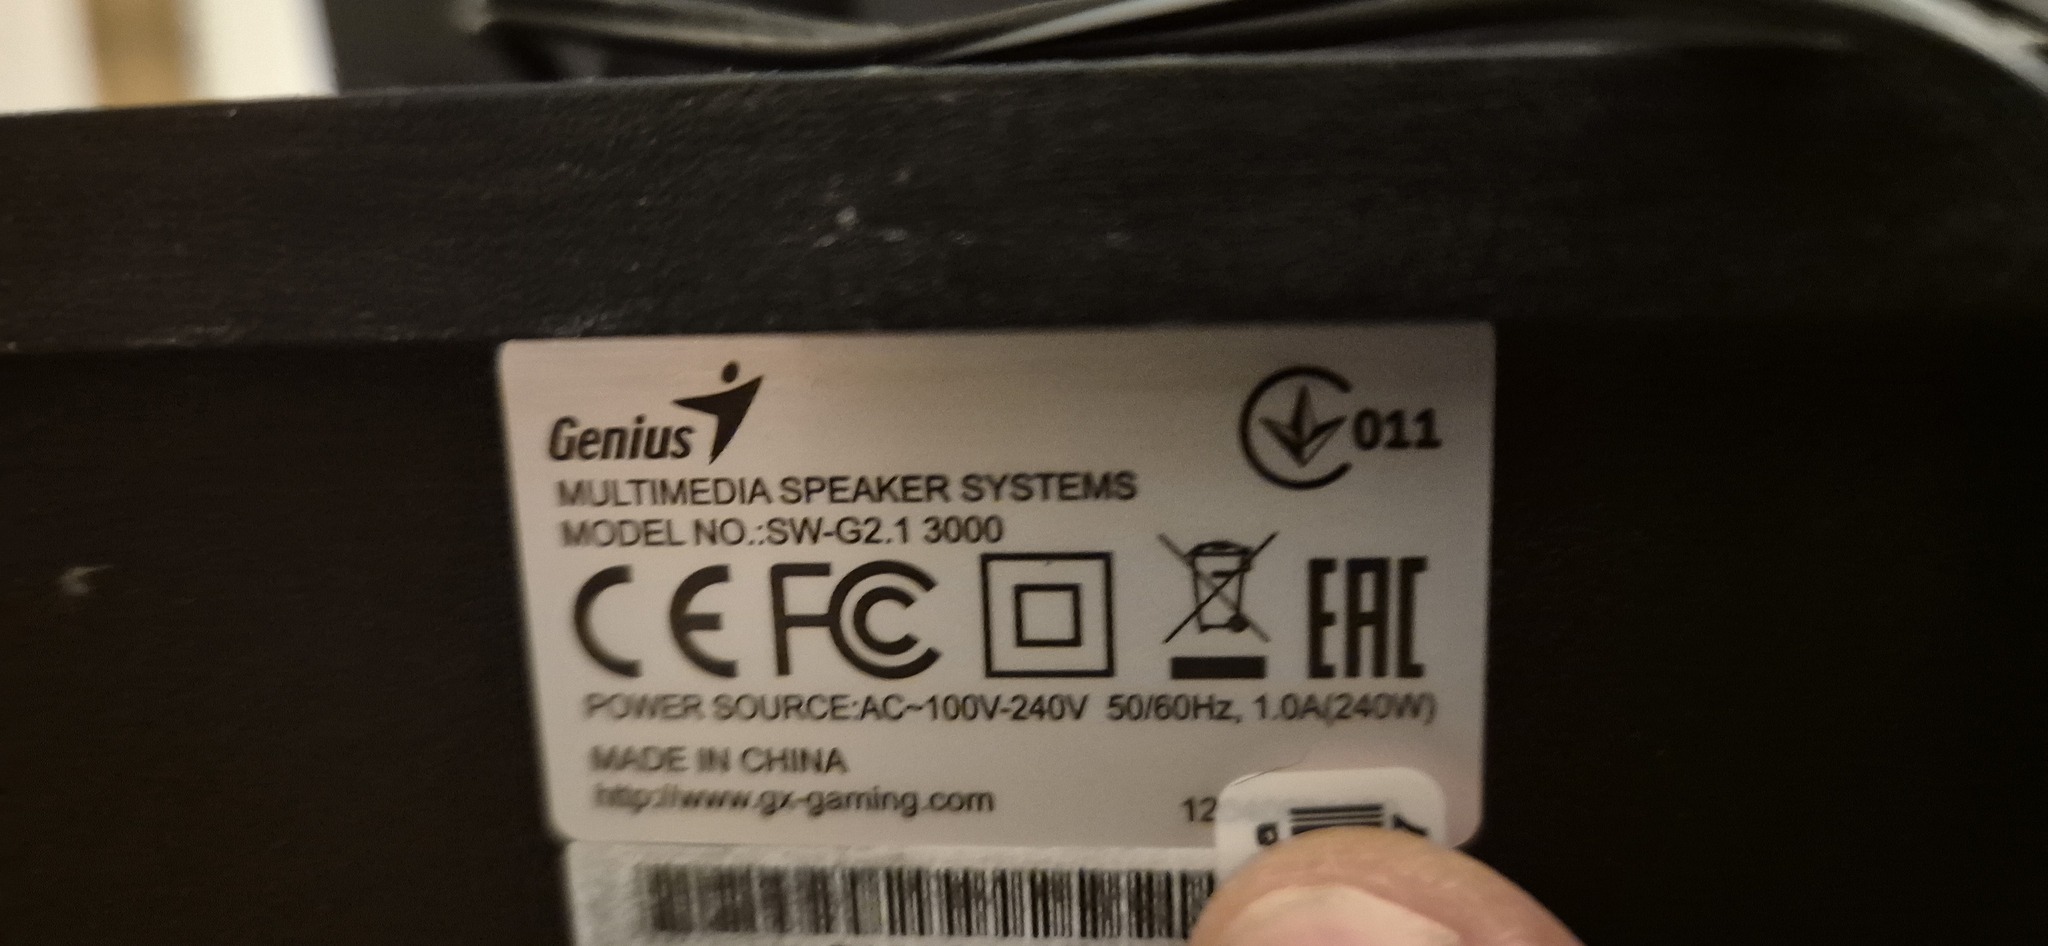 Genius
011
MULTIMEDIA SPEAKER SYSTEMS
MODEL NO.:SW-G2.1 3000
CE FC EAC
POWER SOURCE:AC~100V-240V 50/60Hz, 1.0A(240W)
MADE IN CHINA
http://www.gx-gaming.com